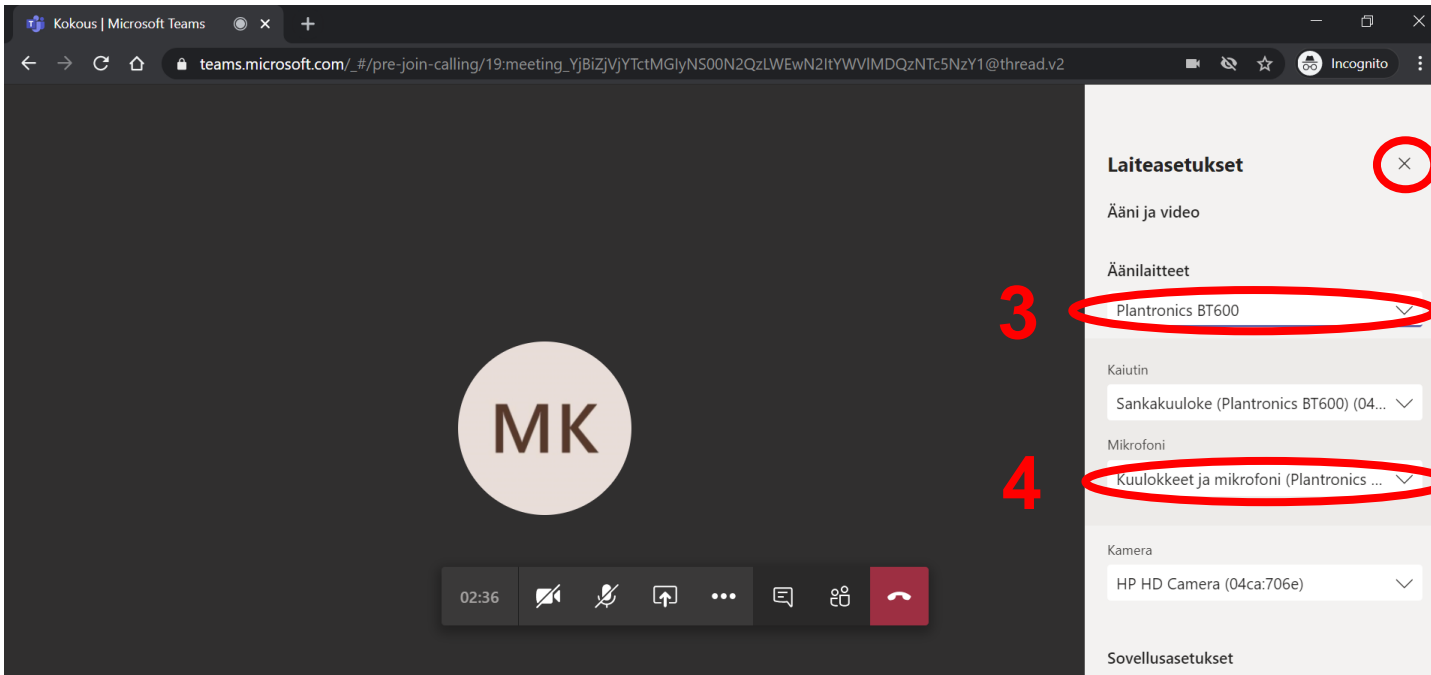 Kokous | Microsoft Teams
teams.microsoft.com/_#/pre-join-calling/19:meeting_YjBiZjVjYTctMGIyNS00N2QzLWEwN2ItYWVlMDQzNTc5NzY1@thread.v2
Incognito
Laiteasetukset
Ääni ja video
Äänilaitteet
3
Plantronics BT600
Kaiutin
Sankakuuloke (Plantronics BT600) (04...
Mikrofoni
4
Kuulokkeet ja mikrofoni (Plantronics ...
MK
Kamera
HP HD Camera (04ca:706e)
02:36
Sovellusasetukset